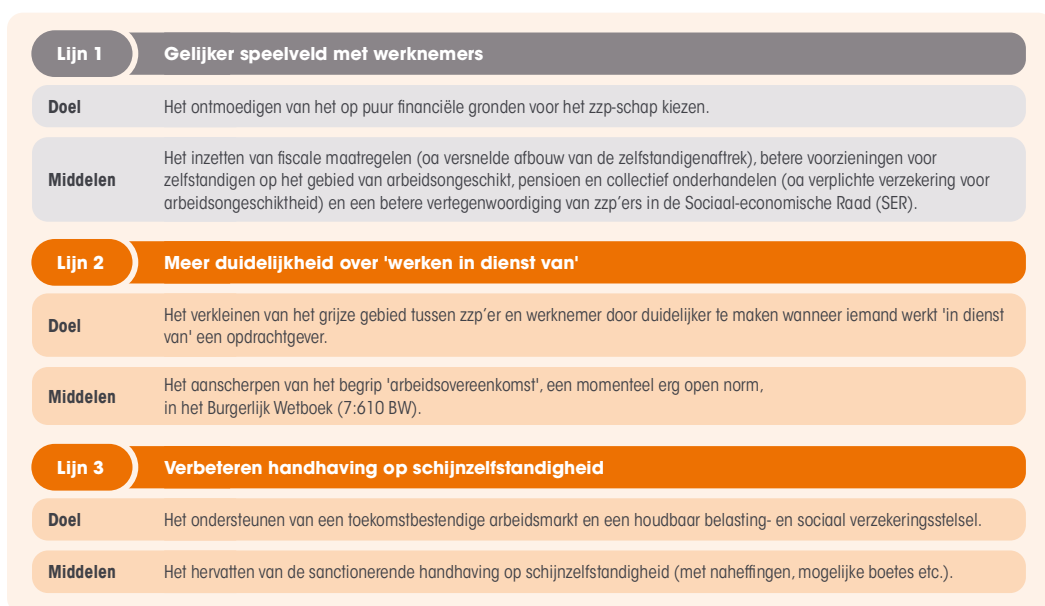 Lijn 1 Gelijker speelveld met werknemers
Doel Het ontmoedigen van het op puur financiële gronden voor het zzp-schap kiezen.
Het inzetten van fiscale maatregelen (oa versnelde afbouw van de zelfstandigenaftrek), betere voorzieningen voor
Middelen zelfstandigen op het gebied van arbeidsongeschikt, pensioen en collectief onderhandelen (oa verplichte verzekering voor
arbeidsongeschiktheid) en een betere vertegenwoordiging van zzp'ers in de Sociaal-economische Raad (SER).
Lijn 2 Meer duidelijkheid over 'werken in dienst van'
Doel Het verkleinen van het grijze gebied tussen zzp'er en werknemer door duidelijker te maken wanneer iemand werkt 'in dienst
van' een opdrachtgever.
Middelen Het aanscherpen van het begrip 'arbeidsovereenkomst', een momenteel erg open norm,
in het Burgerlijk Wetboek (7:610 BW).
Lijn 3 Verbeteren handhaving op schijnzelfstandigheid
Doel Het ondersteunen van een toekomstbestendige arbeidsmarkt en een houdbaar belasting- en sociaal verzekeringsstelsel.
Middelen Het hervatten van de sanctionerende handhaving op schijnzelfstandigheid (met naheffingen, mogelijke boetes etc.).